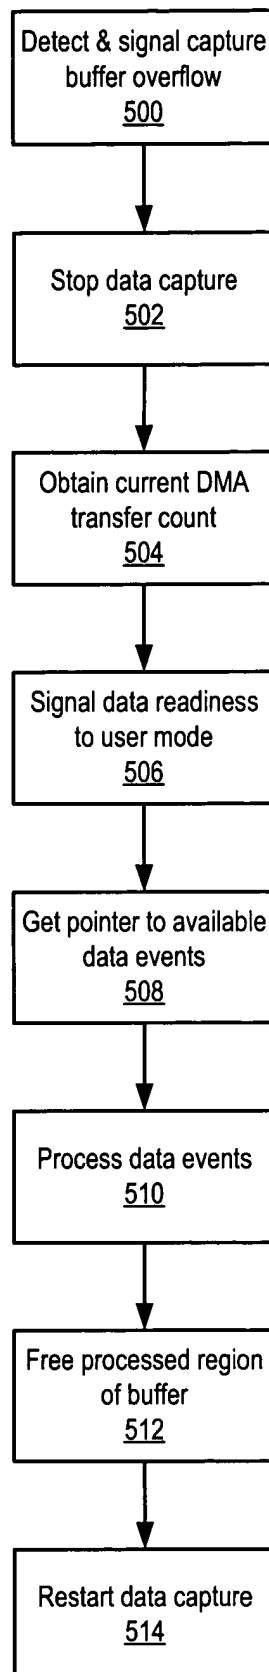 Detect & signal capture
buffer overflow
500
Stop data capture
502
Obtain current DMA
transfer count
504
Signal data readiness
to user mode
506
Get pointer to available
data events
508
Process data events
510
Free processed region
of buffer
512
Restart data capture
514